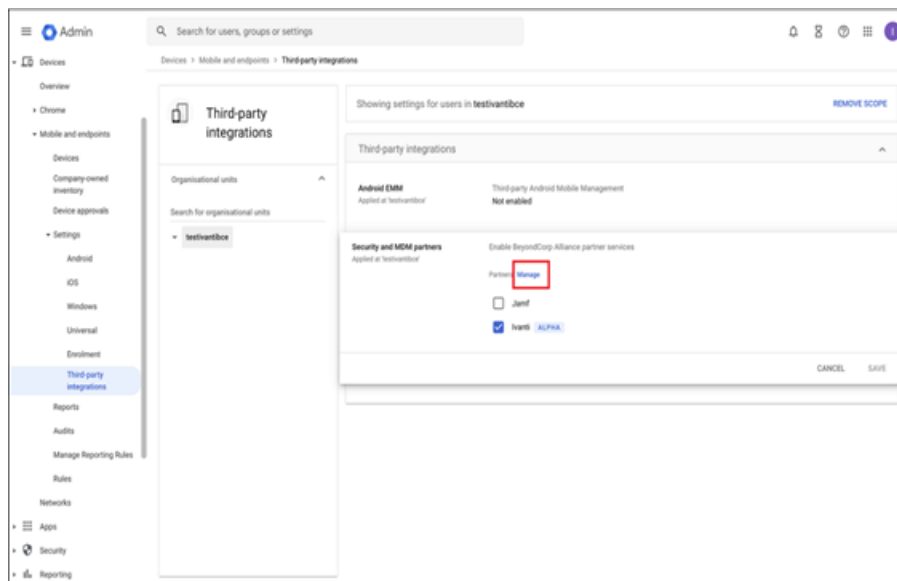 Admin
Search for users, groups or settings
Devices
Overview
Chrome
Mobile and endpoints
Devices
Company-owned
inventory
Device approvals
Settings
Android
iOS
Windows
Universal
Enrolment
Third-party
integrations
Reports
Audits
Manage Reporting Rules
Rules
Networks
Apps
Security
Reporting
Devices > Mobile and endpoints > Third-party integrations
Third-party
integrations
Organisational units
Search for organisational units
testivantibce
Showing settings for users in testivantibce
REMOVE SCOPE
Third-party integrations
Android EMM
Applied at 'testivantibce'
Third-party Android Mobile Management
Not enabled
Security and MDM partners
Applied at 'testivantibce'
Enable BeyondCorp Alliance partner services
Partners Manage
Jamf
Ivanti ALPHA
CANCEL SAVE